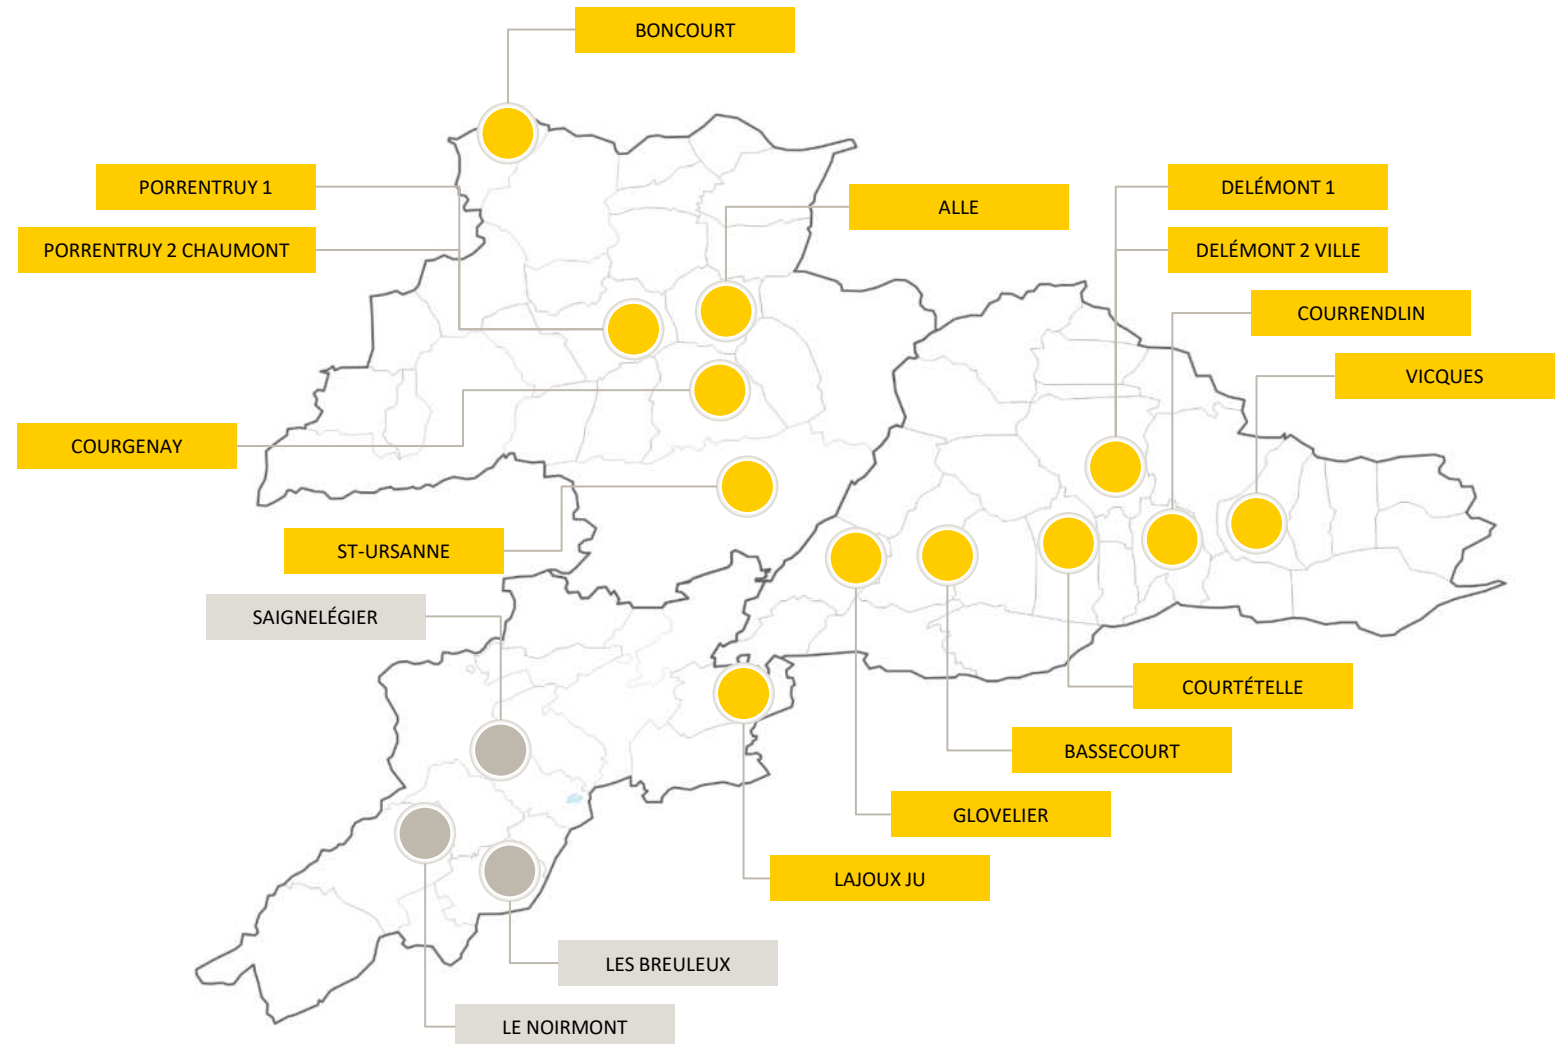 BONCOURT
PORRENTRUY 1
DELÉMONT 1
ALLE
PORRENTRUY 2 CHAUMONT
DELÉMONT 2 VILLE
COURRENDLIN
VICQUES
COURGENAY
ST-URSANNE
SAIGNELÉGIER
COURTÉTELLE
BASSECOURT
GLOVELIER
LAJOUX JU
LES BREULEUX
LE NOIRMONT